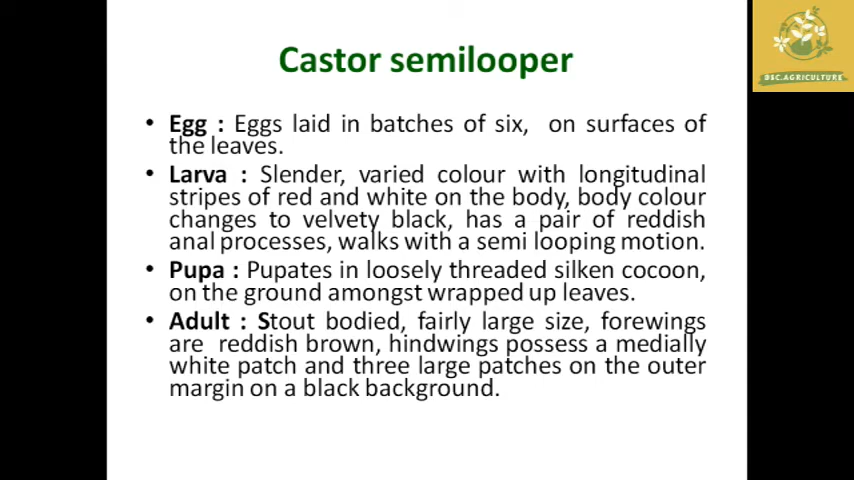 Castor semilooper
BSC.AGRICULTURE
• Egg : Eggs laid in batches of six, on surfaces of
the leaves.
• Larva : Slender, varied colour with longitudinal
stripes of red and white on the body, body colour
changes to velvety black, has a pair of reddish
anal processes, walks with a semi looping motion.
• Pupa : Pupates in loosely threaded silken cocoon,
on the ground amongst wrapped up leaves.
• Adult : Stout bodied, fairly large size, forewings
are reddish brown, hindwings possess a medially
white patch and three large patches on the outer
margin on a black background.